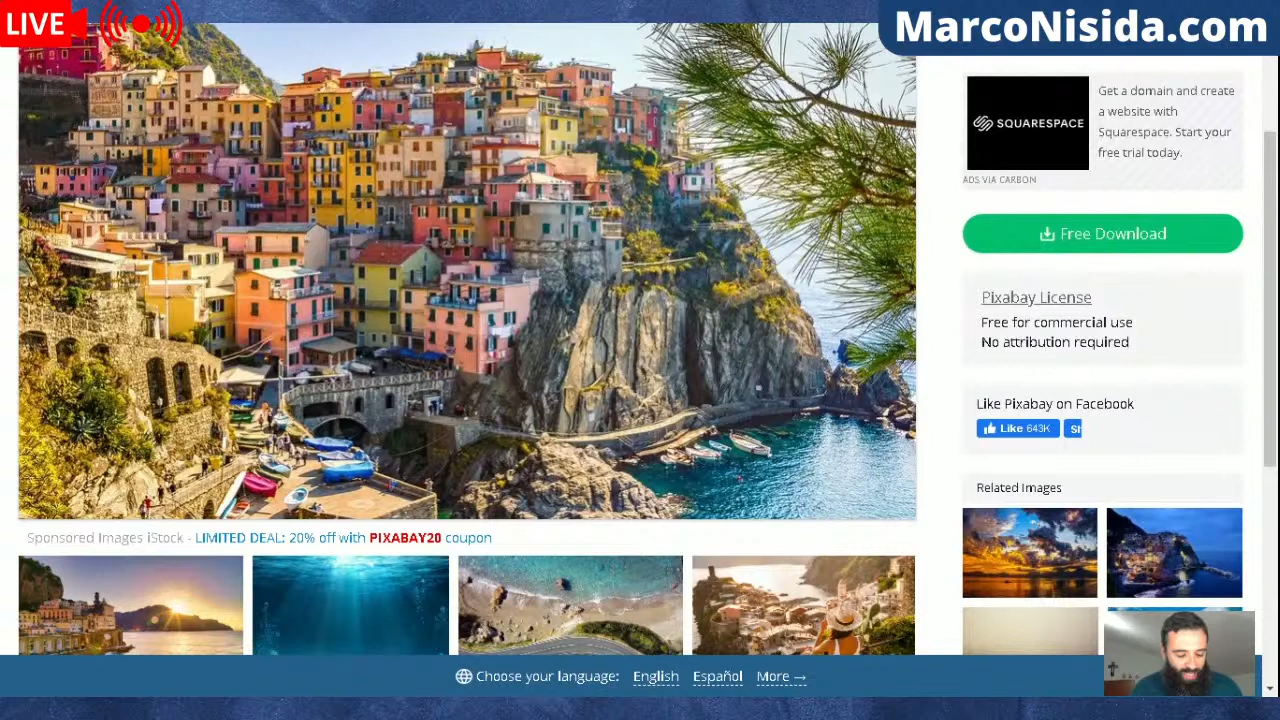 LIVE
MarcoNisida.com
SQUARESPACE
Get a domain and create
a website with
Squarespace. Start your
free trial today.
ADS VIA CARBON
Free Download
Pixabay License
Free for commercial use
No attribution required
Like Pixabay on Facebook
Like 643K
Sh
Related Images
Sponsored Images iStock - LIMITED DEAL: 20% off with PIXABAY20 coupon
Choose your language: English Español More →